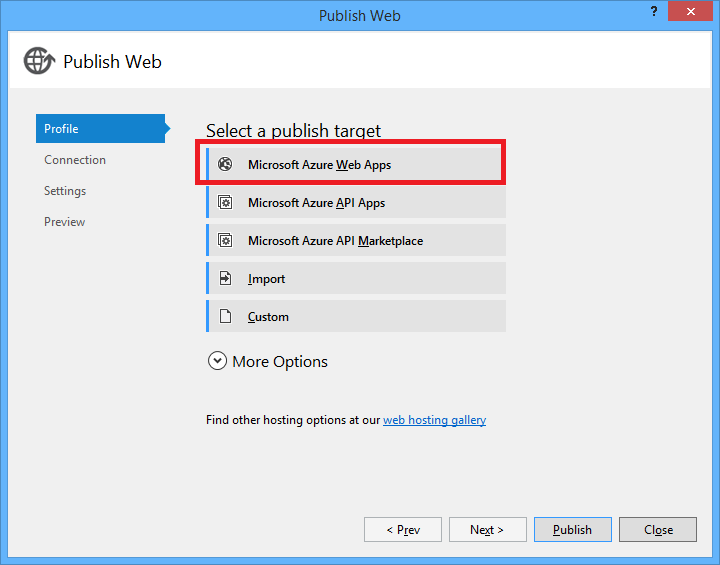 Publish Web
?
Publish Web
Profile
Connection
Settings
Preview
Select a publish target
Microsoft Azure Web Apps
Microsoft Azure API Apps
Microsoft Azure API Marketplace
Import
Custom
More Options
Find other hosting options at our web hosting gallery
< Prev
Next >
Publish
Close